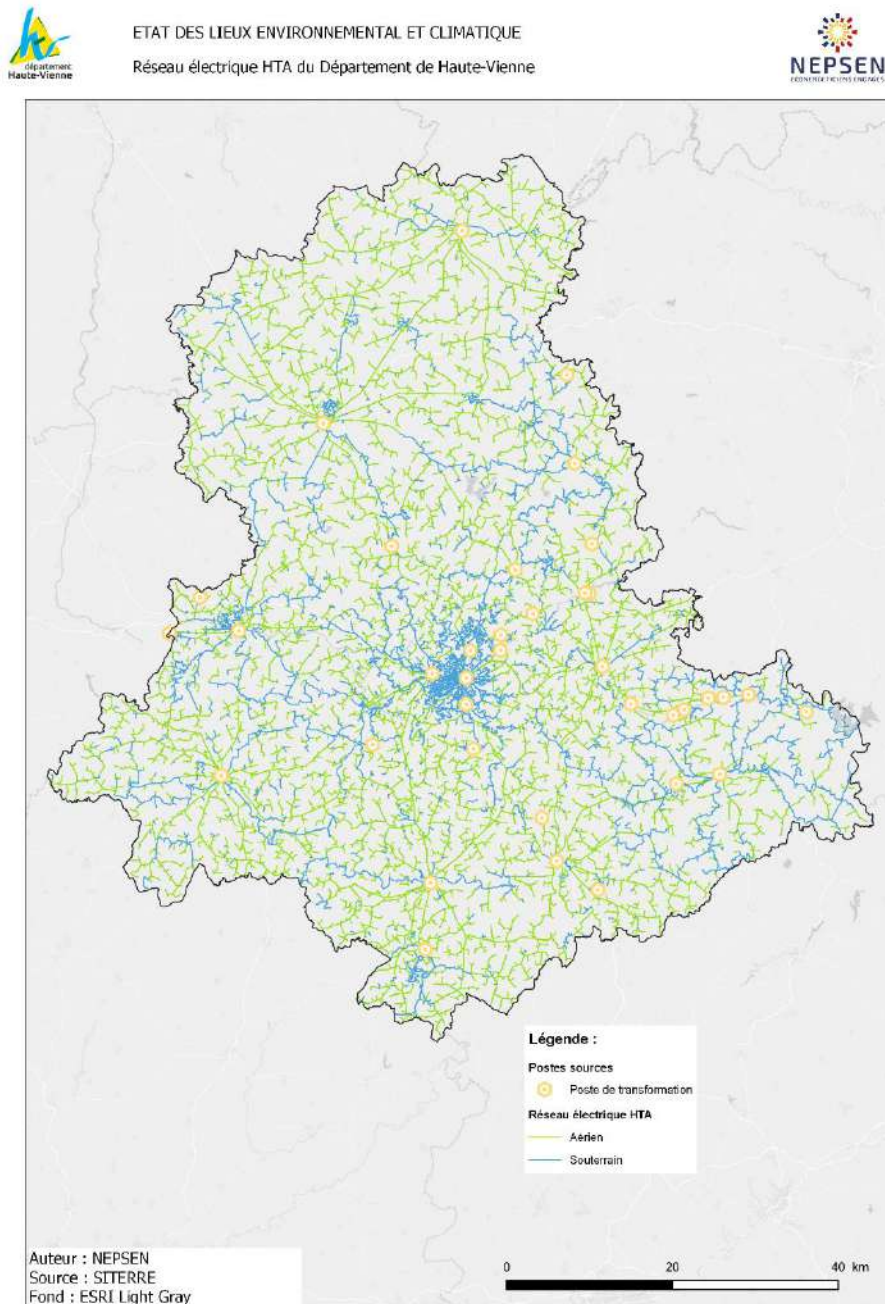 département
Haute-Vienne
ETAT DES LIEUX ENVIRONNEMENTAL ET CLIMATIQUE
Réseau électrique HTA du Département de Haute-Vienne
NEPSEN
Légende :
Postes sources
Poste de transformation
Réseau électrique HTA
Aérien
Souterrain
Auteur : NEPSEN
Source : SITERRE
Fond : ESRI Light Gray
0 20 40 km